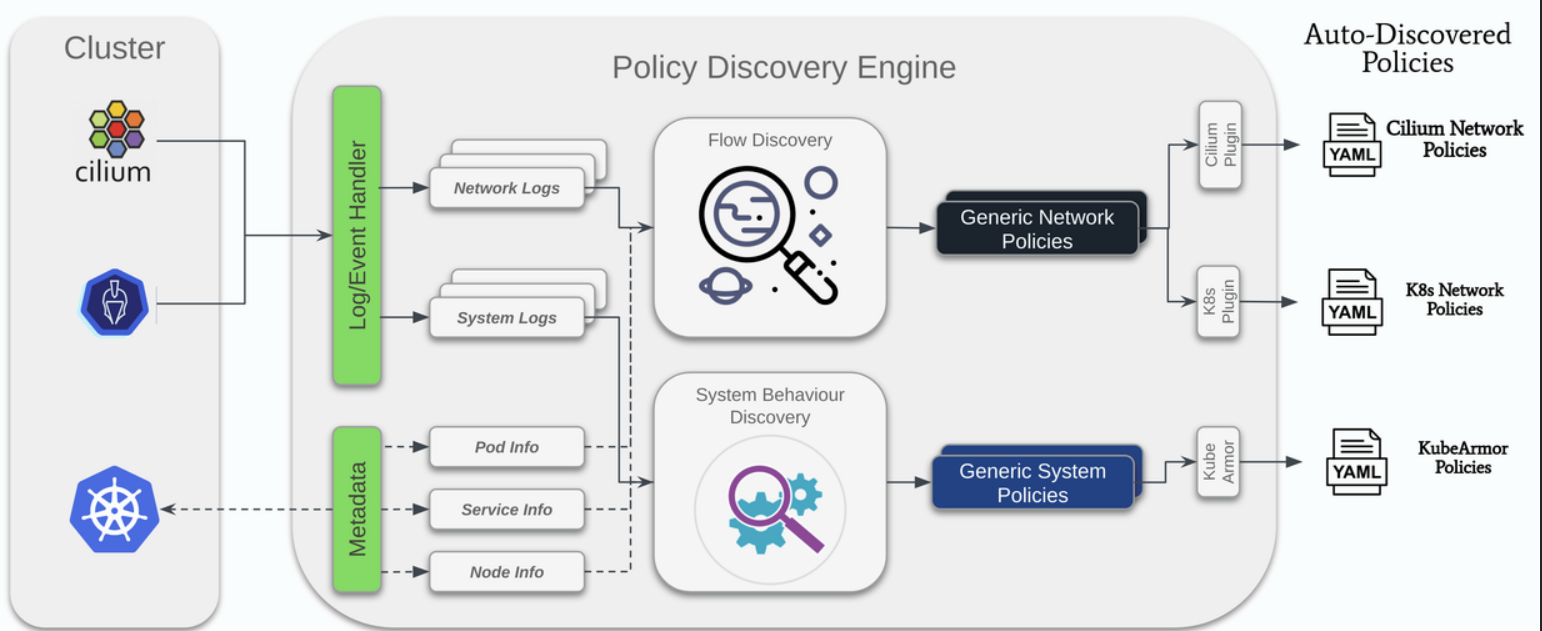 Cluster
cilium
Policy Discovery Engine
Log/Event Handler
Network Logs
System Logs
Metadata
Pod Info
Service Info
Node Info
Flow Discovery
System Behaviour
Discovery
Generic Network
Policies
Generic System
Policies
Cilium
Plugin
K8s
Plugin
Kube
Armor
Auto-Discovered
Policies
YAML
Cilium Network
Policies
YAML
K8s Network
Policies
YAML
KubeArmor
Policies